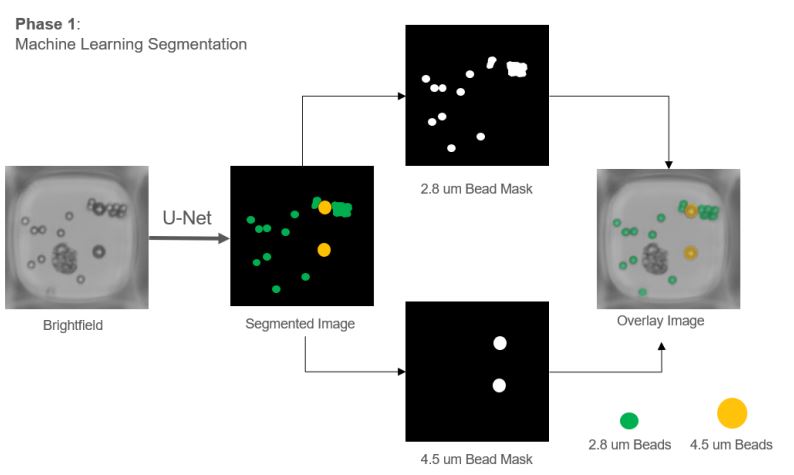 Phase 1:
Machine Learning Segmentation
2.8 um Bead Mask
U-Net
Brightfield
Segmented Image
Overlay Image
4.5 um Bead Mask
2.8 um Beads
4.5 um Beads